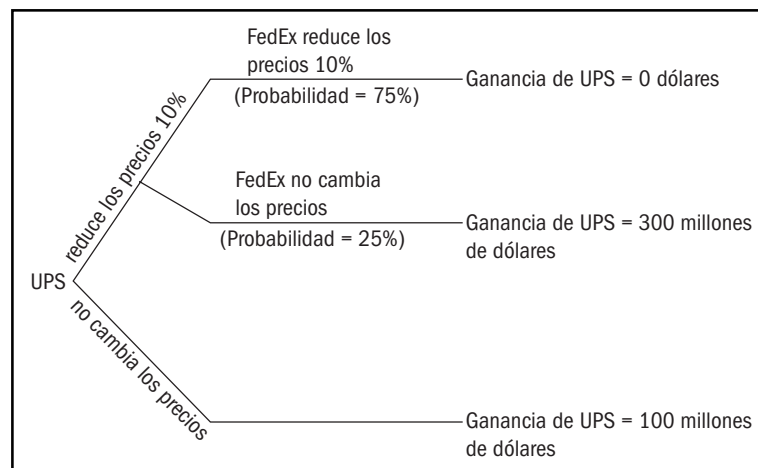 FedEx reduce los
precios 10%
(Probabilidad = 75%)
Ganancia de UPS = 0 dólares
reduce los precios 10%
FedEx no cambia
los precios
(Probabilidad = 25%)
Ganancia de UPS = 300 millones
de dólares
UPS
no cambia los precios
Ganancia de UPS = 100 millones
de dólares